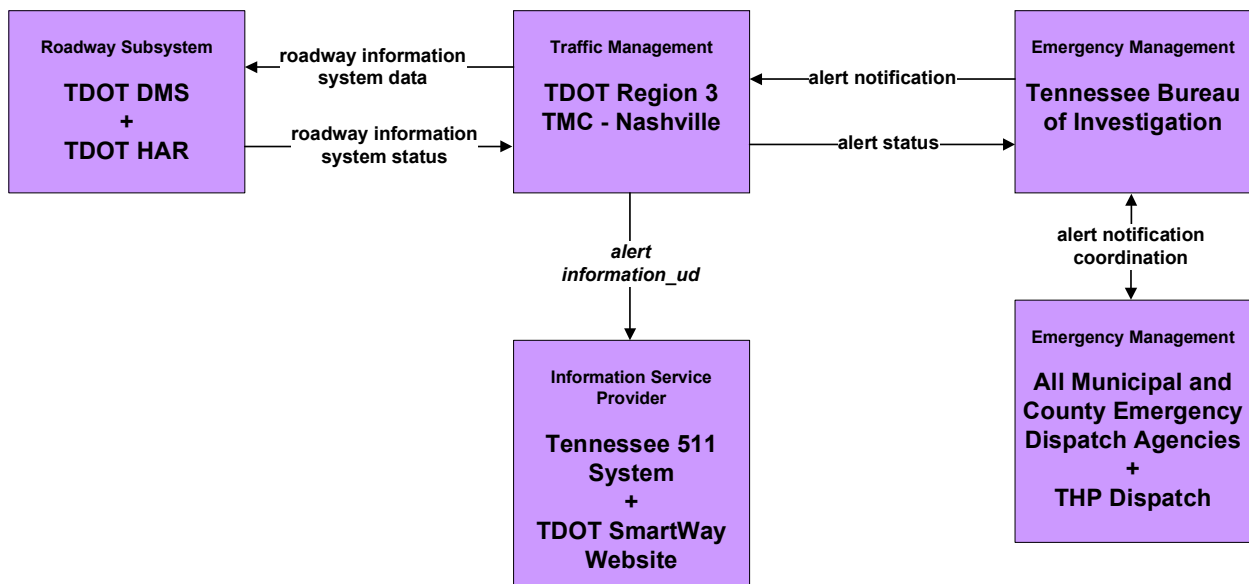 Roadway Subsystem
TDOT DMS
+
TDOT HAR
roadway information
system data
roadway information
system status
Traffic Management
TDOT Region 3
TMC - Nashville
alert notification
alert status
Emergency Management
Tennessee Bureau
of Investigation
alert
information_ud
alert notification
coordination
Information Service
Provider
Tennessee 511
System
+
TDOT SmartWay
Website
Emergency Management
All Municipal and
County Emergency
Dispatch Agencies
+
THP Dispatch